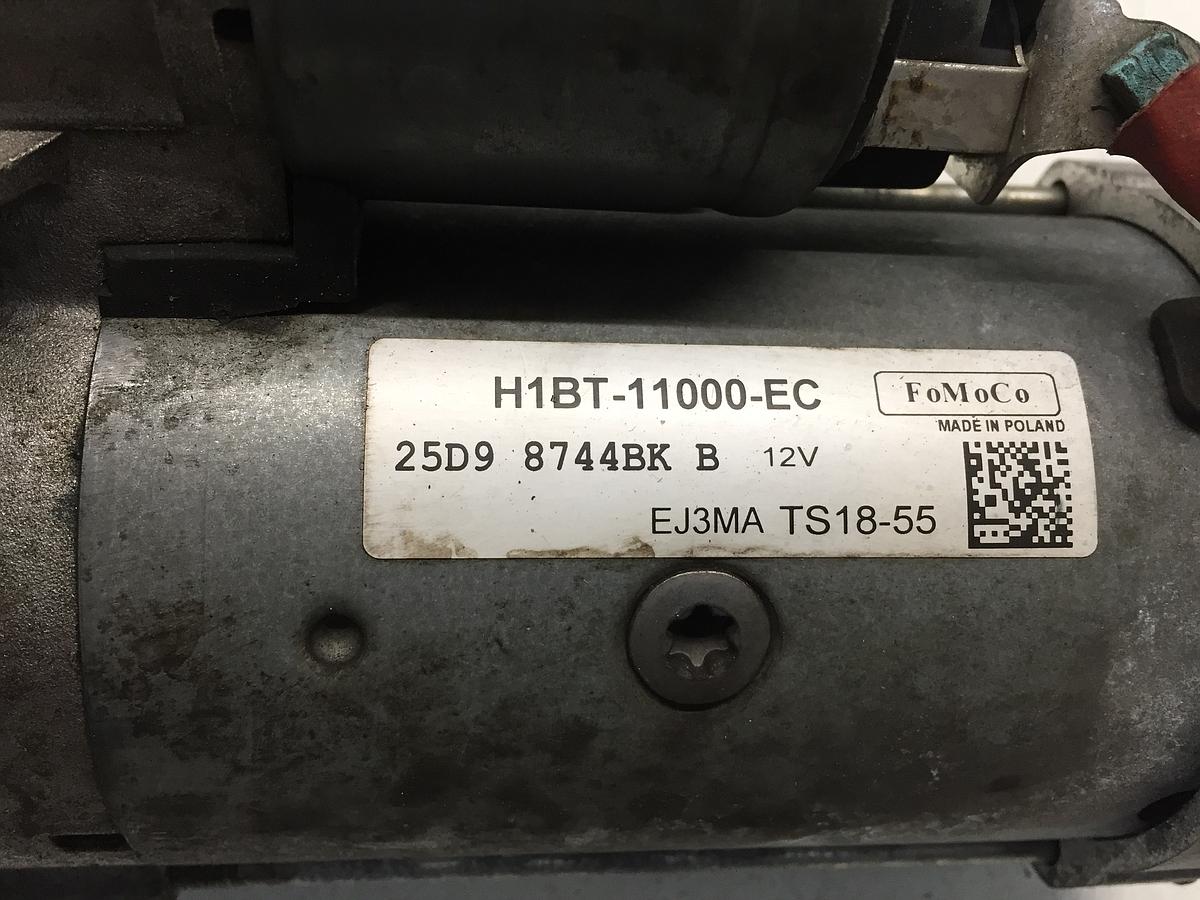 H1BT-11000-EC
FoMoCo
MADE IN POLAND
25D9 8744BK B 12V
EJ3MA TS18-55